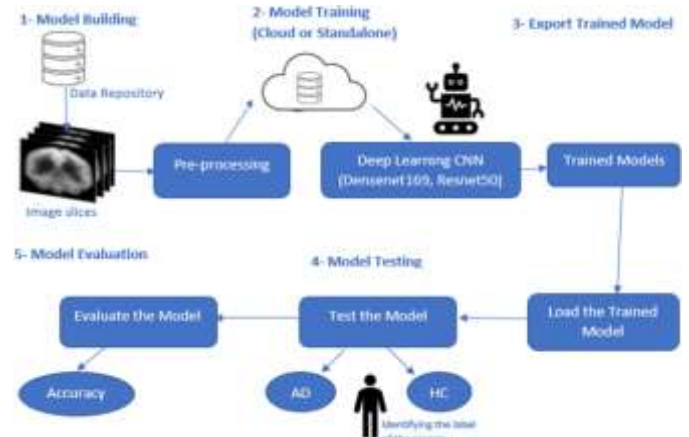 1- Model Building
2- Model Training
(Cloud or Standalone)
3- Export Trained Model
Data Repository
Pre-processing
Deep Learning CNN
(Densenet169, Resnet50)
Trained Models
Image slices
5- Model Evaluation
4- Model Testing
Evaluate the Model
Test the Model
Load the Trained
Model
Accuracy
AD
HC
Identifying the label